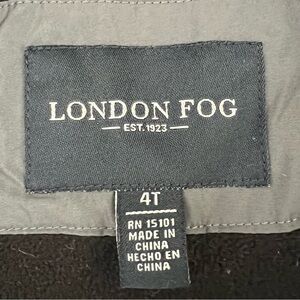 LONDON FOG
EST. 1923
4T
RN 15101
MADE IN
CHINA
HECHO EN
CHINA